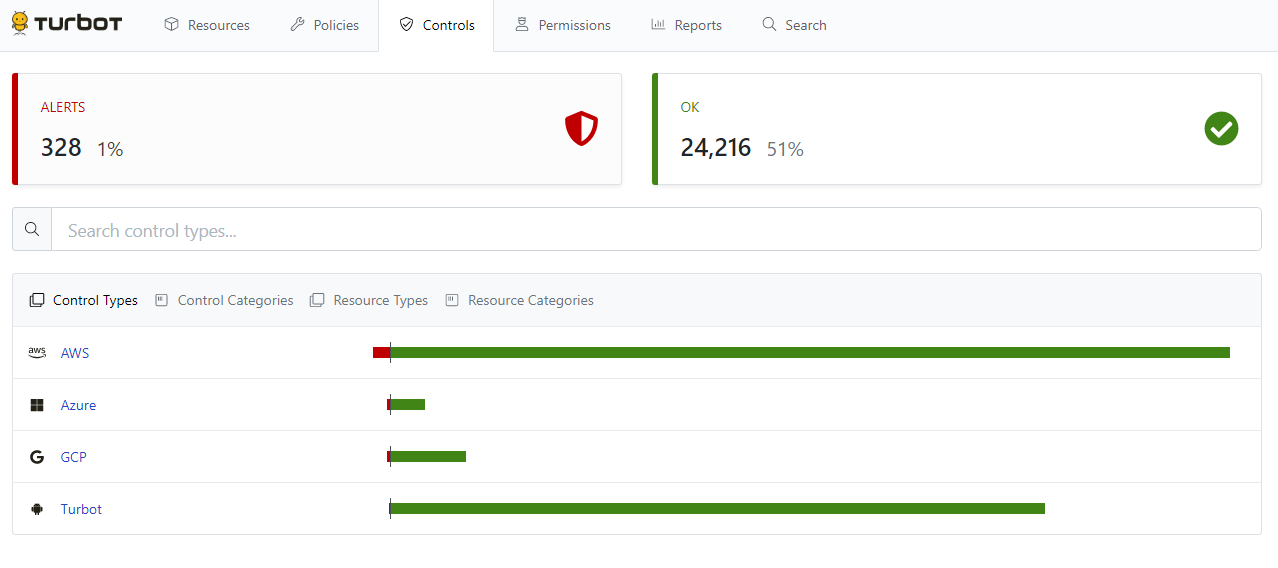 TURBOT Resources Policies Controls Permissions Reports Search
ALERTS
328 1%
OK
24,216 51%
Search control types...
Control Types Control Categories Resource Types Resource Categories
aws AWS
Azure
G GCP
Turbot